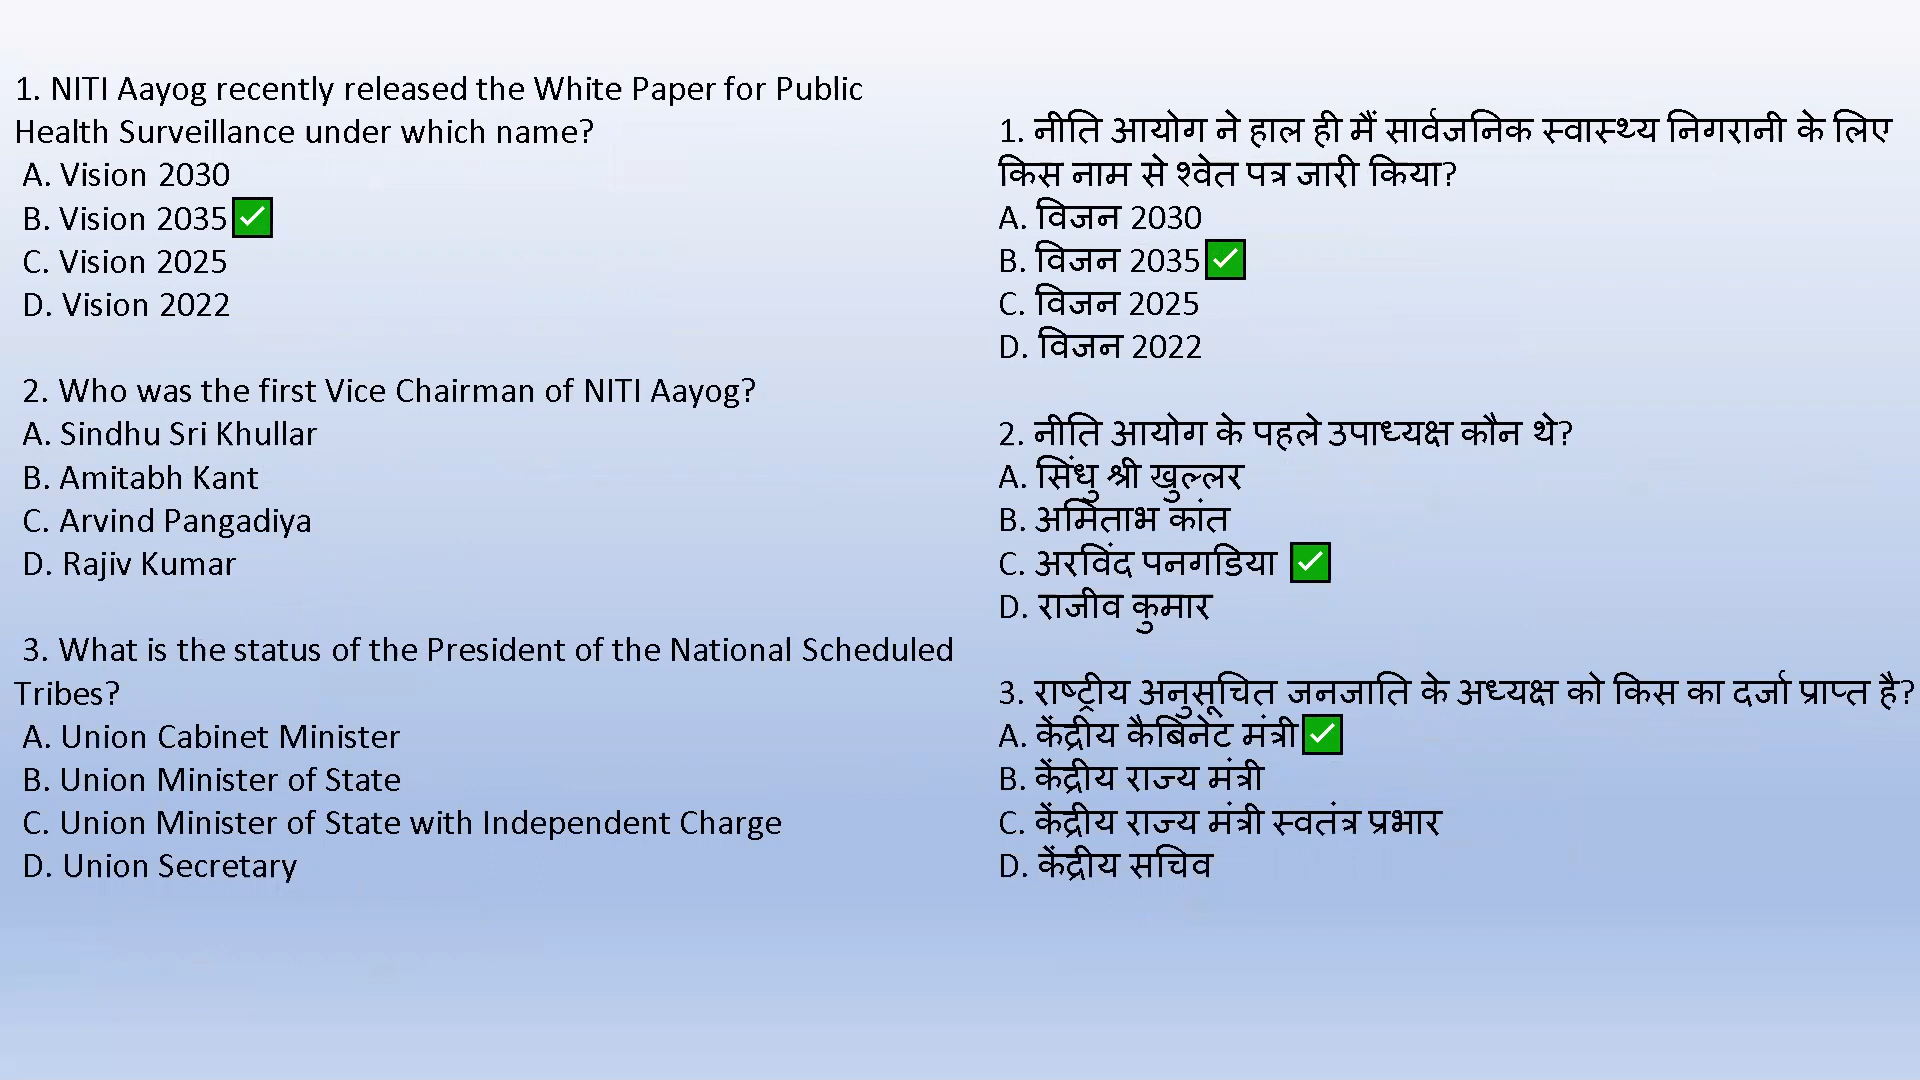 1. NITI Aayog recently released the White Paper for Public
Health Surveillance under which name?
A. Vision 2030
B. Vision 2035 ✅
C. Vision 2025
D. Vision 2022
2. Who was the first Vice Chairman of NITI Aayog?
A. Sindhu Sri Khullar
B. Amitabh Kant
C. Arvind Pangadiya
D. Rajiv Kumar
3. What is the status of the President of the National Scheduled
Tribes?
A. Union Cabinet Minister
B. Union Minister of State
C. Union Minister of State with Independent Charge
D. Union Secretary
1. नीति आयोग ने हाल ही मैं सार्वजनिक स्वास्थ्य निगरानी के लिए
किस नाम से श्वेत पत्र जारी किया?
A. विजन 2030
B. विजन 2035 ✅
C. विजन 2025
D. विजन 2022
2. नीति आयोग के पहले उपाध्यक्ष कौन थे?
A. सिंधु श्री खुल्लर
B. अमिताभ कांत
C. अरविंद पनगडिया ✅
D. राजीव कुमार
3. राष्ट्रीय अनुसूचित जनजाति के अध्यक्ष को किस का दर्जा प्राप्त है?
A. केंद्रीय कैबिनेट मंत्री ✅
B. केंद्रीय राज्य मंत्री
C. केंद्रीय राज्य मंत्री स्वतंत्र प्रभार
D. केंद्रीय सचिव